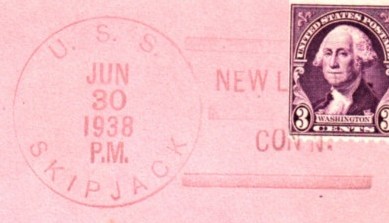 U. S. S.
SKIPJACK
JUN
30
1938
P.M.
NEW L
CONN.
UNITED STATES POSTAGE
WASHINGTON
3 CENTS 3